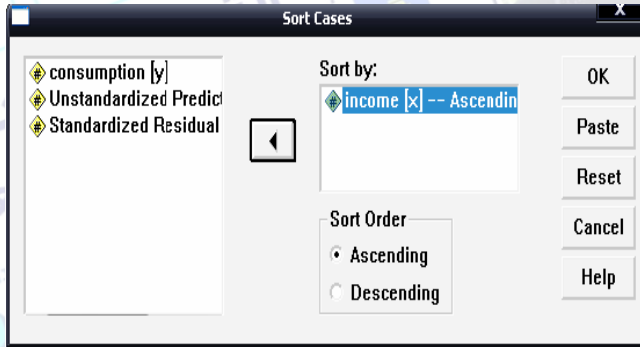 Sort Cases
X
consumption [y]
Unstandardized Predict
Standardized Residual
Sort by:
income [x] -- Ascendin
Sort Order
Ascending
Descending
OK
Paste
Reset
Cancel
Help